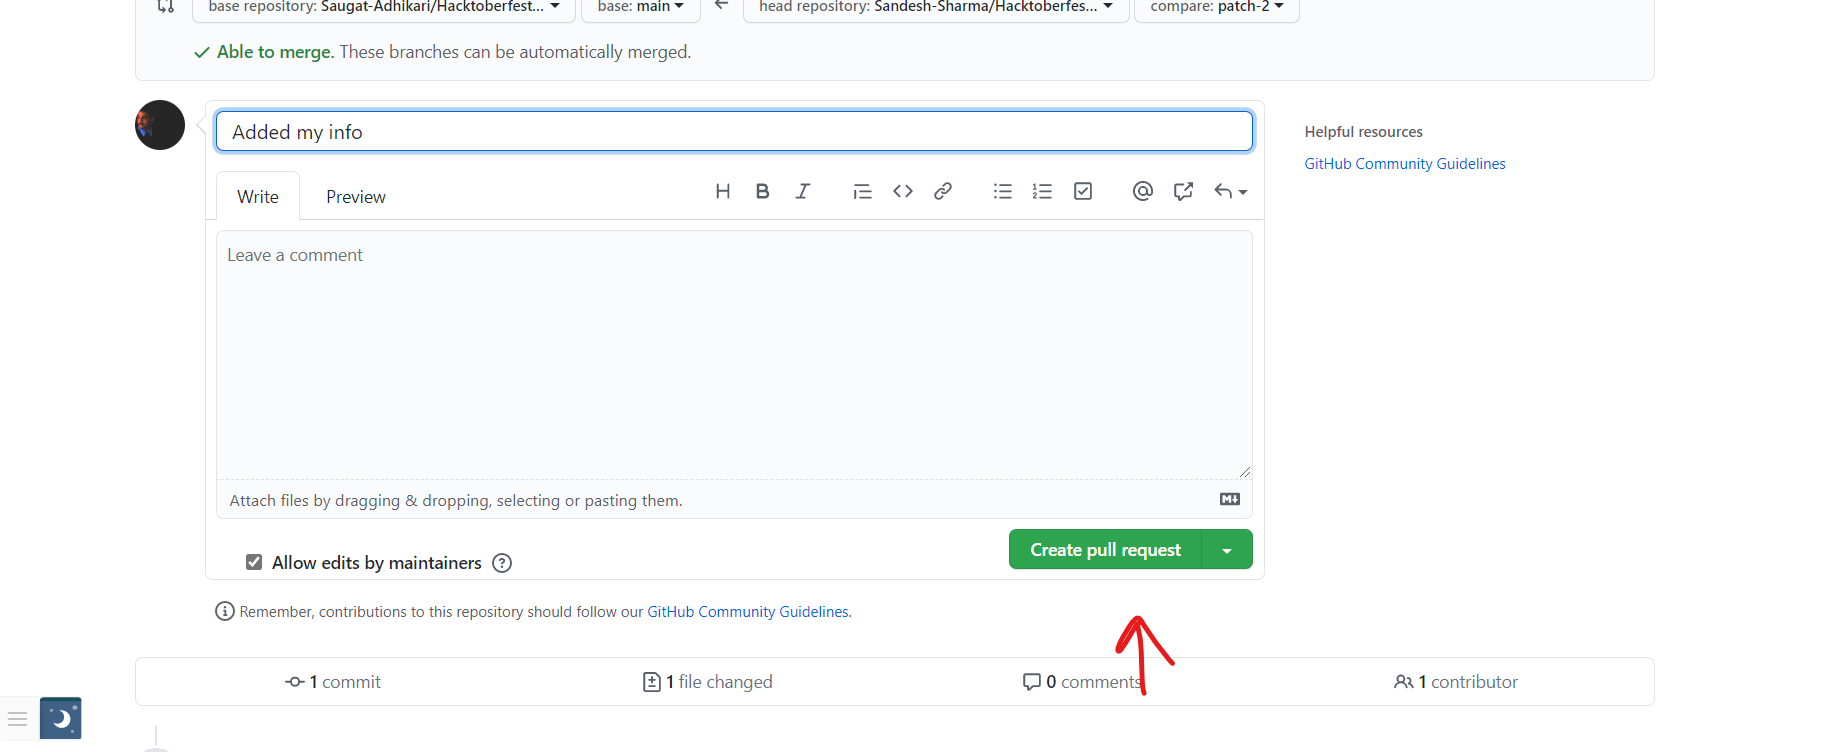 base repository: Saugat-Adhikari/Hacktoberfest... base: main head repository: Sandesh-Sharma/Hacktoberfes... compare: patch-2
Able to merge. These branches can be automatically merged.
Added my info
Helpful resources
GitHub Community Guidelines
Write Preview
Leave a comment
Attach files by dragging & dropping, selecting or pasting them.
Create pull request
Allow edits by maintainers
Remember, contributions to this repository should follow our GitHub Community Guidelines.
1 commit 1 file changed 0 comments 1 contributor